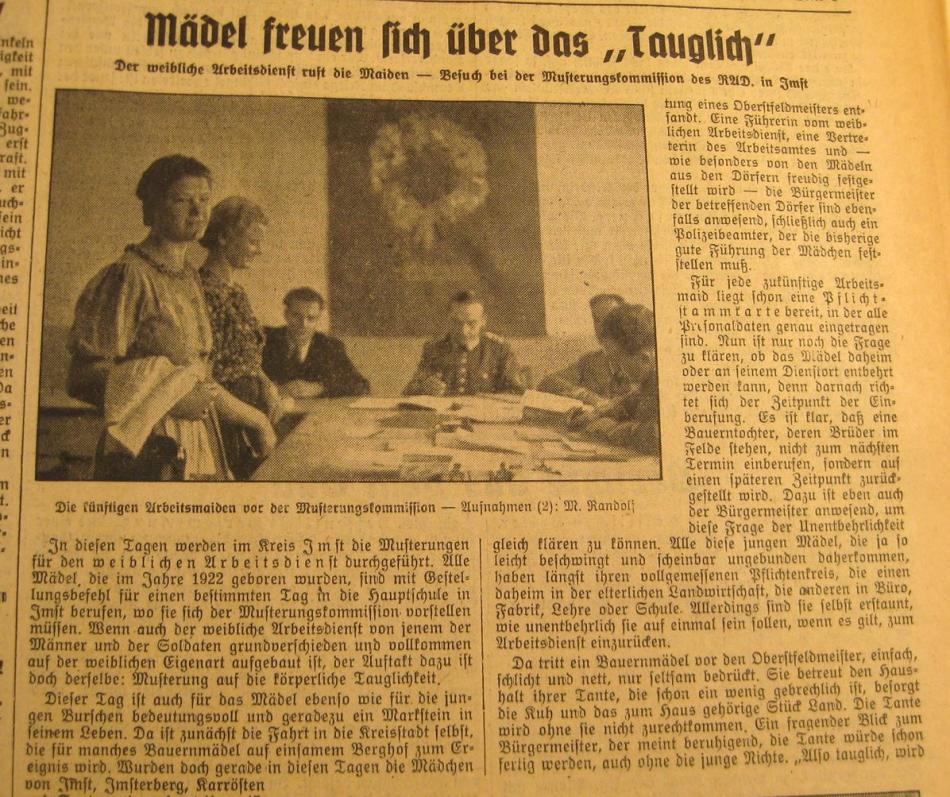 Mädel freuen sich über das „Tauglich“
Der weibliche Arbeitsdienst ruft die Maiden — Besuch bei der Musterungskommission des RAD. in Imst
Die künftigen Arbeitsmaiden vor der Musterungskommission — Aufnahmen (2): M. Randolf
In diesen Tagen werden im Kreis Imst die Musterungen
für den weiblichen Arbeitsdienst durchgeführt. Alle
Mädel, die im Jahre 1922 geboren wurden, sind mit Gestel-
lungsbefehl für einen bestimmten Tag in die Hauptschule in
Imst berufen, wo sie sich der Musterungskommission vorstellen
müssen. Wenn auch der weibliche Arbeitsdienst von jenem der
Männer und der Soldaten grundverschieden und vollkommen
auf der weiblichen Eigenart aufgebaut ist, der Auftakt dazu ist
doch derselbe: Musterung auf die körperliche Tauglichkeit.
Dieser Tag ist auch für das Mädel ebenso wie für die jun-
gen Burschen bedeutungsvoll und geradezu ein Markstein in
seinem Leben. Da ist zunächst die Fahrt in die Kreisstadt selbst,
die für manches Bauernmädel auf einsamem Berghof zum Er-
eignis wird. Wurden doch gerade in diesen Tagen die Mädchen
von Imst, Imsterberg, Karrösten
tung eines Oberstfeldmeisters ent-
sandt. Eine Führerin vom weib-
lichen Arbeitsdienst, eine Vertre-
terin des Arbeitsamtes und —
wie besonders von den Mädeln
aus den Dörfern freudig festge-
stellt wird — die Bürgermeister
der betreffenden Dörfer sind eben-
falls anwesend, schließlich auch ein
Polizeibeamter, der die bisherige
gute Führung der Mädchen fest-
stellen muß.
Für jede zukünftige Arbeits-
maid liegt schon eine Pflicht-
stammkarte bereit, in der alle
Personaldaten genau eingetragen
sind. Nun ist nur noch die Frage
zu klären, ob das Mädel daheim
oder an seinem Dienstort entbehrt
werden kann, denn darnach rich-
tet sich der Zeitpunkt der Ein-
berufung. Es ist klar, daß eine
Bauerntochter, deren Brüder im
Felde stehen, nicht zum nächsten
Termin einberufen, sondern auf
einen späteren Zeitpunkt zurück-
gestellt wird. Dazu ist eben auch
der Bürgermeister anwesend, um
diese Frage der Unentbehrlichkeit
gleich klären zu können. Alle diese jungen Mädel, die ja so
leicht beschwingt und scheinbar ungebunden daherkommen,
haben längst ihren vollgemessenen Pflichtenkreis, die einen
daheim in der elterlichen Landwirtschaft, die anderen in Büro,
Fabrik, Lehre oder Schule. Allerdings sind sie selbst erstaunt,
wie unentbehrlich sie auf einmal sein sollen, wenn es gilt, zum
Arbeitsdienst einzurücken.
Da tritt ein Bauernmädel vor den Oberstfeldmeister, einfach,
schlicht und nett, nur seltsam bedrückt. Sie betreut den Haus-
halt ihrer Tante, die schon ein wenig gebrechlich ist, besorgt
die Kuh und das zum Haus gehörige Stück Land. Die Tante
wird ohne sie nicht zurechtkommen. Ein fragender Blick zum
Bürgermeister, der meint beruhigend, die Tante würde schon
fertig werden, auch ohne die junge Nichte. „Also tauglich, wird